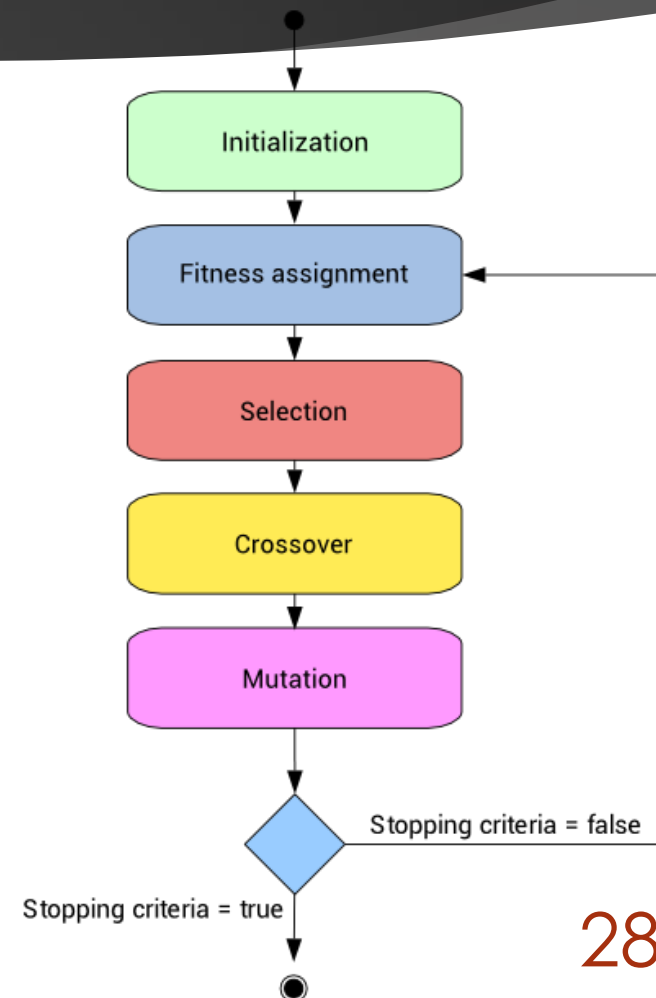 Initialization
Fitness assignment
Selection
Crossover
Mutation
Stopping criteria = false
Stopping criteria = true
28